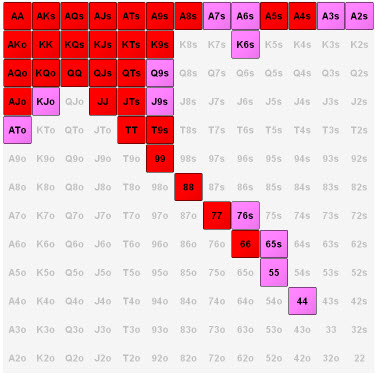 AA AKs AQs AJs ATs A9s A8s A7s A6s A5s A4s A3s A2s
AKo KK KQs KJs KTs K9s K8s K7s K6s K5s K4s K3s K2s
AQo KQo QQ QJs QTs Q9s Q8s Q7s Q6s Q5s Q4s Q3s Q2s
AJo KJo QJo JJ JTs J9s J8s J7s J6s J5s J4s J3s J2s
ATo KTo QTo JTo TT T9s T8s T7s T6s T5s T4s T3s T2s
A9o K9o Q9o J9o T9o 99 98s 97s 96s 95s 94s 93s 92s
A8o K8o Q8o J8o T8o 98o 88 87s 86s 85s 84s 83s 82s
A7o K7o Q7o J7o T7o 97o 87o 77 76s 75s 74s 73s 72s
A6o K6o Q6o J6o T6o 96o 86o 76o 66 65s 64s 63s 62s
A5o K5o Q5o J5o T5o 95o 85o 75o 65o 55 54s 53s 52s
A4o K4o Q4o J4o T4o 94o 84o 74o 64o 54o 44 43s 42s
A3o K3o Q3o J3o T3o 93o 83o 73o 63o 53o 43o 33 32s
A2o K2o Q2o J2o T2o 92o 82o 72o 62o 52o 42o 32o 22